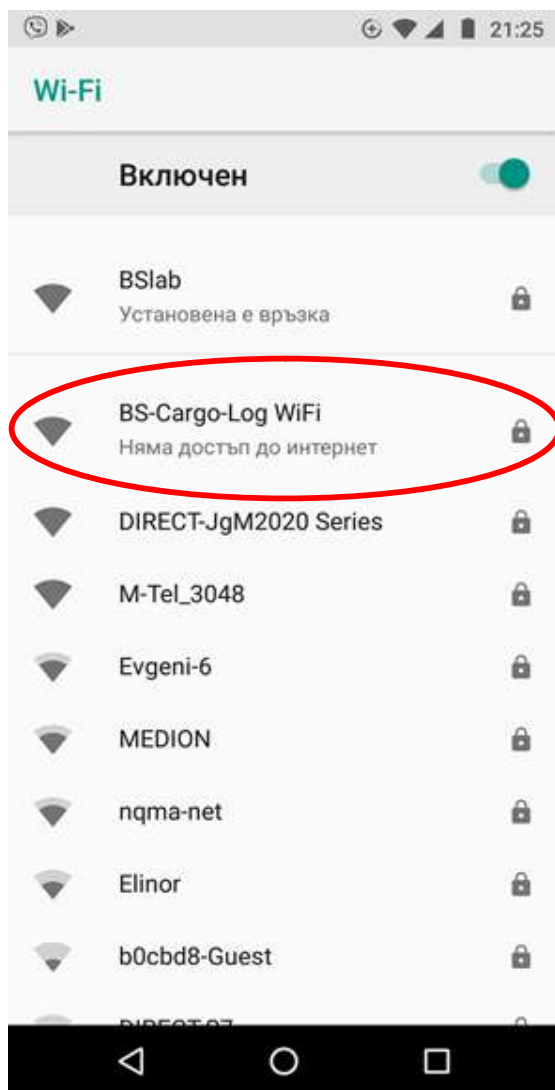 21:25
Wi-Fi
Включен
BSlab
Установена е връзка
BS-Cargo-Log WiFi
Няма достъп до интернет
DIRECT-JgM2020 Series
M-Tel_3048
Evgeni-6
MEDION
nqma-net
Elinor
b0cbd8-Guest